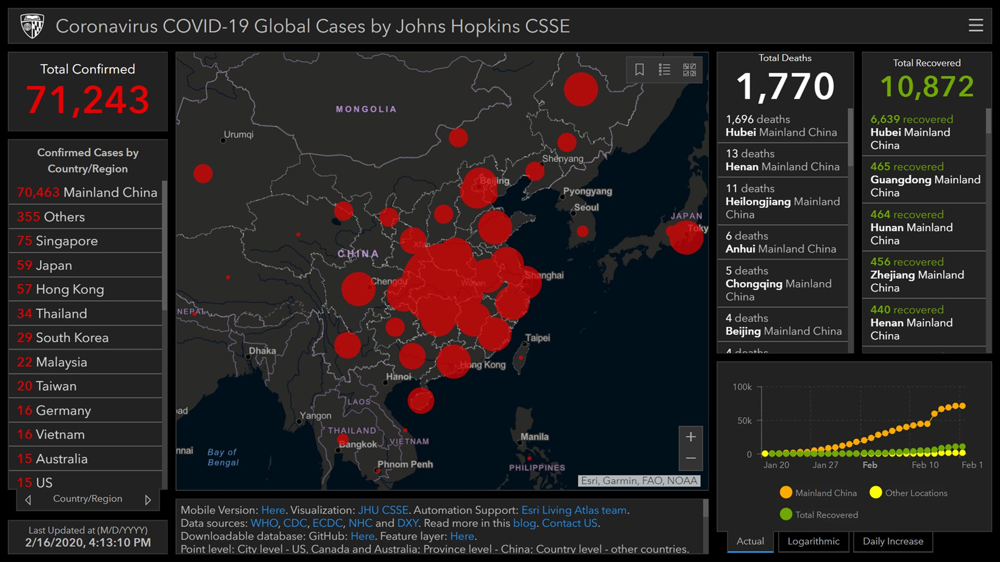 Coronavirus COVID-19 Global Cases by Johns Hopkins CSSE
Total Confirmed
71,243
Confirmed Cases by
Country/Region
70,463 Mainland China
355 Others
75 Singapore
59 Japan
57 Hong Kong
34 Thailand
29 South Korea
22 Malaysia
20 Taiwan
16 Germany
16 Vietnam
15 Australia
15 US
Country/Region
Last Updated at (M/D/YYYY)
2/16/2020, 4:13:10 PM
MONGOLIA
Urumqi
Shenyang
Beijing
Pyongyang
Seoul
JAPAN
Toky
Xi'an
CHINA
Shanghai
Chengdu
Wuhan
NEPAL
Taipei
Dhaka
Hong Kong
Hanoi
LAOS
ad
Yangon
THAILAND
Manila
VIETNAM
Bangkok
nnai
Bay of
Bengal
Phnom Penh
PHILIPPINES
Esri, Garmin, FAO, NOAA
Mobile Version: Here. Visualization: JHU CSSE. Automation Support: Esri Living Atlas team.
Data sources: WHO, CDC, ECDC, NHC and DXY. Read more in this blog. Contact US.
Downloadable database: GitHub: Here. Feature layer: Here.
Point level: City level - US, Canada and Australia; Province level - China; Country level - other countries.
Total Deaths
1,770
1,696 deaths
Hubei Mainland China
13 deaths
Henan Mainland China
11 deaths
Heilongjiang Mainland
China
6 deaths
Anhui Mainland China
5 deaths
Chongqing Mainland
China
4 deaths
Beijing Mainland China
4 deaths
Total Recovered
10,872
6,639 recovered
Hubei Mainland
China
465 recovered
Guangdong Mainland
China
464 recovered
Hunan Mainland
China
456 recovered
Zhejiang Mainland
China
440 recovered
Henan Mainland
China
100k
50k
0
Jan 20 Jan 27 Feb Feb 10 Feb 1
Mainland China
Other Locations
Total Recovered
Actual
Logarithmic
Daily Increase